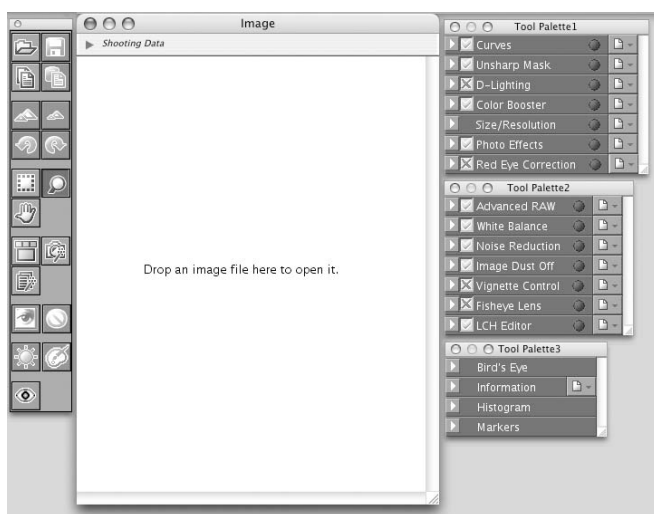 Image
Shooting Data
Drop an image file here to open it.
Tool Palette1
Curves
Unsharp Mask
D-Lighting
Color Booster
Size/Resolution
Photo Effects
Red Eye Correction
Tool Palette2
Advanced RAW
White Balance
Noise Reduction
Image Dust Off
Vignette Control
Fisheye Lens
LCH Editor
Tool Palette3
Bird's Eye
Information
Histogram
Markers